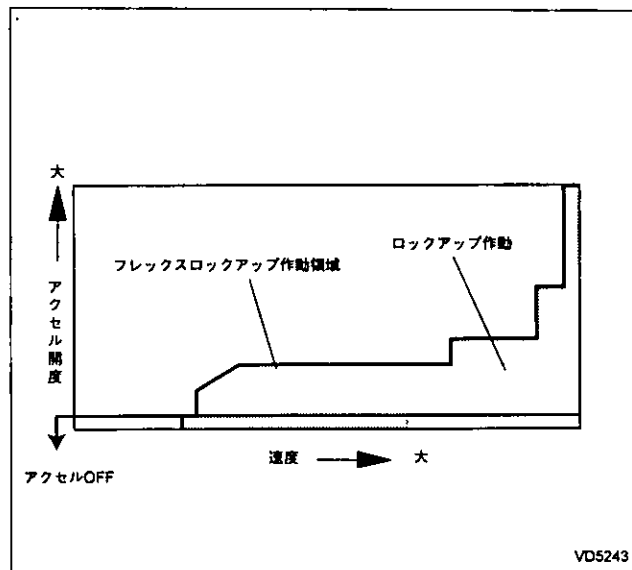 大
アクセル開度
フレックスロックアップ作動領域
ロックアップ作動
アクセルOFF
速度
大
VD5243